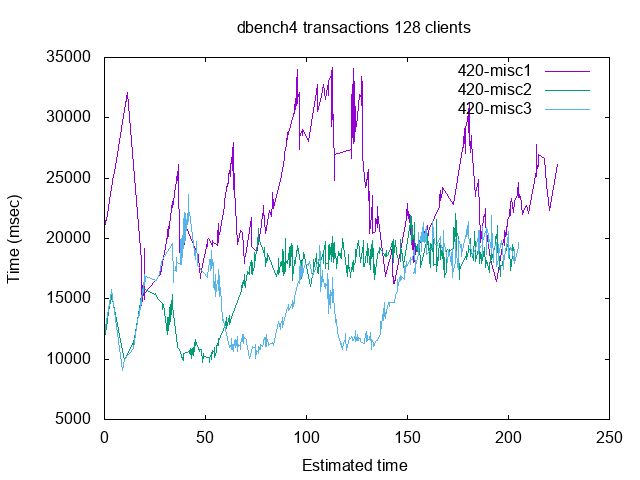 dbench4 transactions 128 clients
35000
30000
25000
20000
15000
10000
5000
Time (msec)
420-misc1
420-misc2
420-misc3
0 50 100 150 200 250
Estimated time